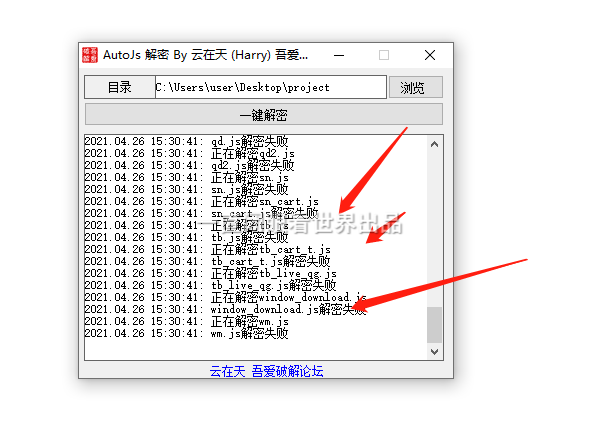 AutoJs 解密 By 云在天 (Harry) 吾爱...
目录 C:\Users\user\Desktop\project 浏览
一键解密
2021.04.26 15:30:41: qd.js解密失败
2021.04.26 15:30:41: 正在解密qd2.js
2021.04.26 15:30:41: qd2.js解密失败
2021.04.26 15:30:41: 正在解密sn.js
2021.04.26 15:30:41: sn.js解密失败
2021.04.26 15:30:41: 正在解密sn_cart.js
2021.04.26 15:30:41: sn_cart.js解密失败
2021.04.26 15:30:41: 正在解密tb.js
2021.04.26 15:30:41: tb.js解密失败
2021.04.26 15:30:41: 正在解密tb_cart_t.js
2021.04.26 15:30:41: tb_cart_t.js解密失败
2021.04.26 15:30:41: 正在解密tb_live_qg.js
2021.04.26 15:30:41: tb_live_qg.js解密失败
2021.04.26 15:30:41: 正在解密window_download.js
2021.04.26 15:30:41: window_download.js解密失败
2021.04.26 15:30:41: 正在解密wm.js
2021.04.26 15:30:41: wm.js解密失败
云在天 吾爱破解论坛